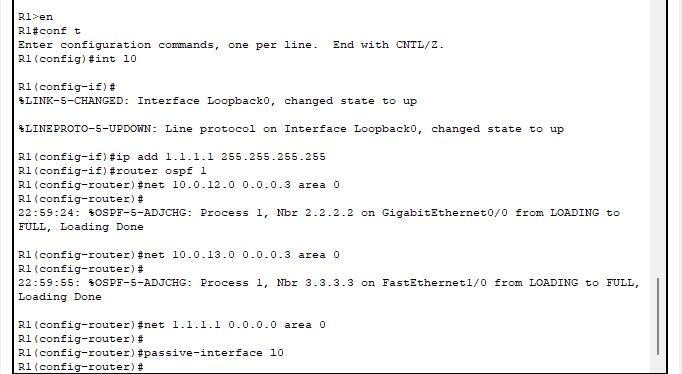 R1>en
R1#conf t
Enter configuration commands, one per line.  End with CNTL/Z.
R1(config)#int l0
R1(config-if)#
%LINK-5-CHANGED: Interface Loopback0, changed state to up
%LINEPROTO-5-UPDOWN: Line protocol on Interface Loopback0, changed state to up
R1(config-if)#ip add 1.1.1.1 255.255.255.255
R1(config-if)#router ospf 1
R1(config-router)#net 10.0.12.0 0.0.0.3 area 0
R1(config-router)#
22:59:24: %OSPF-5-ADJCHG: Process 1, Nbr 2.2.2.2 on GigabitEthernet0/0 from LOADING to
FULL, Loading Done
R1(config-router)#net 10.0.13.0 0.0.0.3 area 0
R1(config-router)#
22:59:55: %OSPF-5-ADJCHG: Process 1, Nbr 3.3.3.3 on FastEthernet1/0 from LOADING to FULL,
Loading Done
R1(config-router)#net 1.1.1.1 0.0.0.0 area 0
R1(config-router)#
R1(config-router)#passive-interface l0
R1(config-router)#